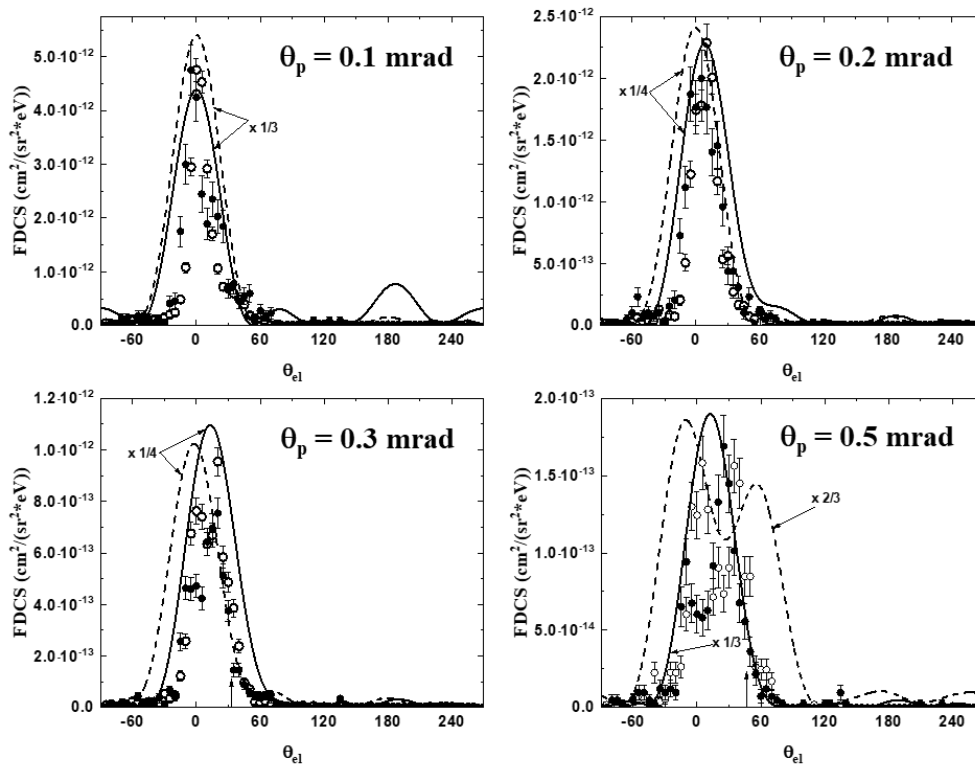 θp = 0.1 mrad
x 1/3
FDCS (cm²/(sr²*eV))
5.0·10⁻¹²
4.0·10⁻¹²
3.0·10⁻¹²
2.0·10⁻¹²
1.0·10⁻¹²
0.0
-60 0 60 120 180 240
θel
θp = 0.2 mrad
x 1/4
FDCS (cm²/(sr²*eV))
2.5·10⁻¹²
2.0·10⁻¹²
1.5·10⁻¹²
1.0·10⁻¹²
5.0·10⁻¹³
0.0
-60 0 60 120 180 240
θel
θp = 0.3 mrad
x 1/4
FDCS (cm²/(sr²*eV))
1.2·10⁻¹²
1.0·10⁻¹²
8.0·10⁻¹³
6.0·10⁻¹³
4.0·10⁻¹³
2.0·10⁻¹³
0.0
-60 0 60 120 180 240
θel
θp = 0.5 mrad
x 2/3
x 1/3
FDCS (cm²/(sr²*eV))
2.0·10⁻¹³
1.5·10⁻¹³
1.0·10⁻¹³
5.0·10⁻¹⁴
0.0
-60 0 60 120 180 240
θel